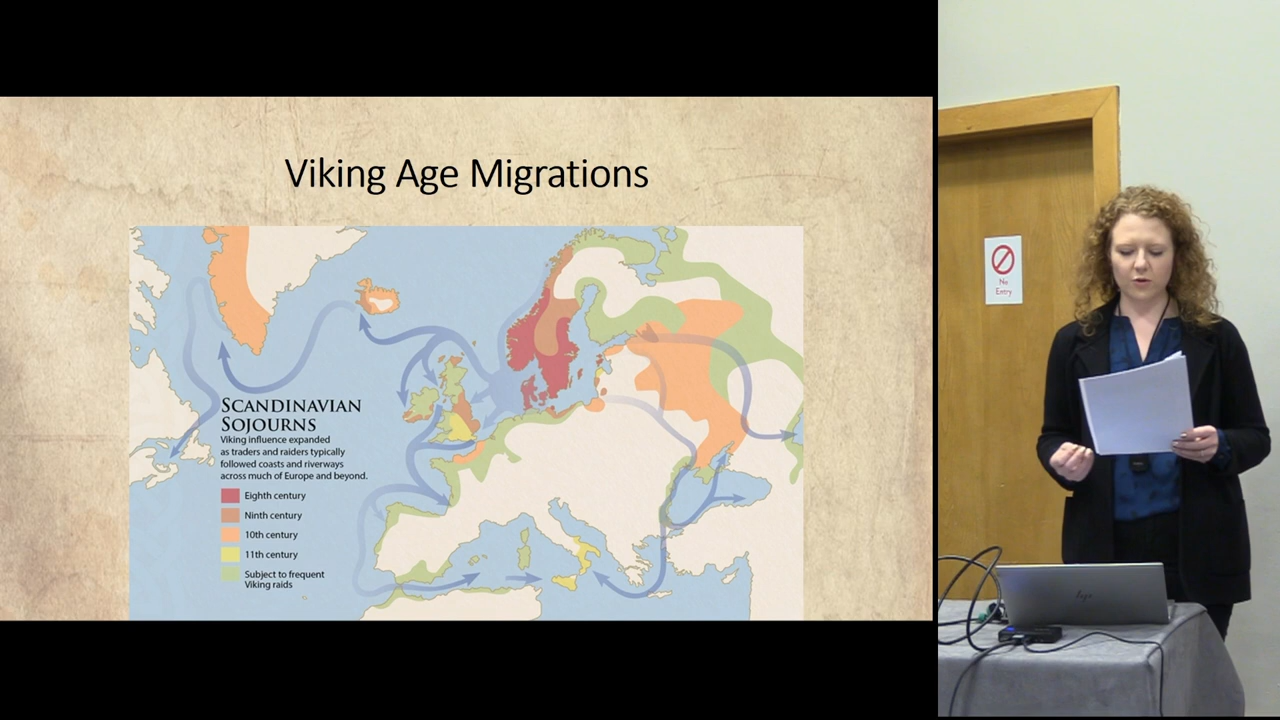 Viking Age Migrations
SCANDINAVIAN
SOJOURNS
Viking influence expanded
as traders and raiders typically
followed coasts and riverways
across much of Europe and beyond.
Eighth century
Ninth century
10th century
11th century
Subject to frequent
Viking raids
No
Entry